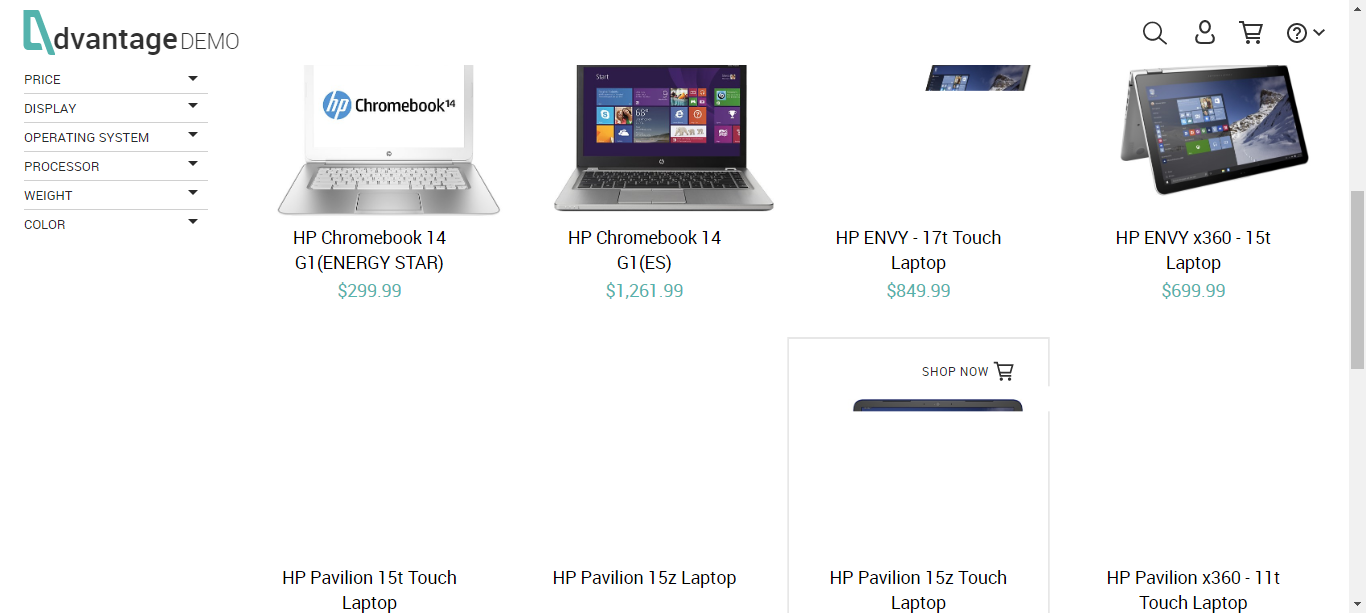 dvantage DEMO
PRICE
DISPLAY
OPERATING SYSTEM
PROCESSOR
WEIGHT
COLOR
hp Chromebook 14
Start
68°
HP Chromebook 14
G1(ENERGY STAR)
$299.99
HP Chromebook 14
G1(ES)
$1,261.99
HP ENVY - 17t Touch
Laptop
$849.99
HP ENVY x360 - 15t
Laptop
$699.99
SHOP NOW
HP Pavilion 15t Touch
Laptop
HP Pavilion 15z Laptop
HP Pavilion 15z Touch
Laptop
HP Pavilion x360 - 11t
Touch Laptop